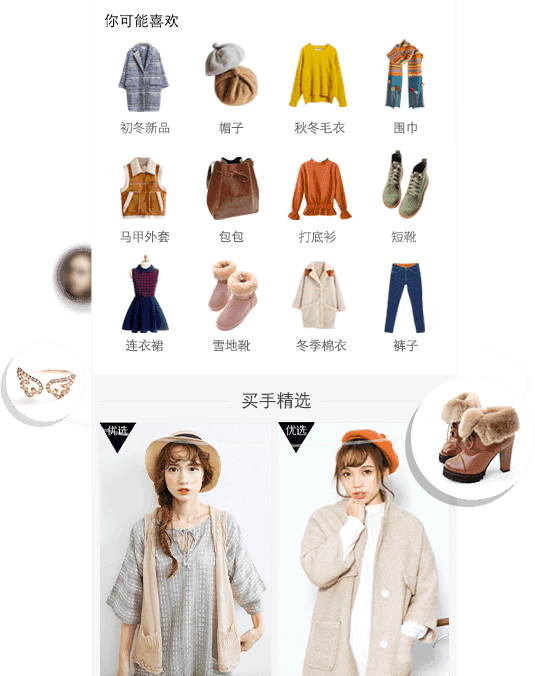 你可能喜欢
初冬新品 帽子 秋冬毛衣 围巾
马甲外套 包包 打底衫 短靴
连衣裙 雪地靴 冬季棉衣 裤子
买手精选
优选 优选